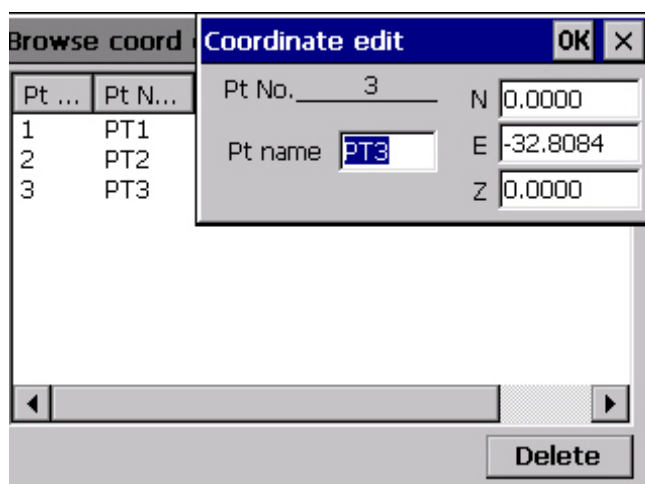 Browse coord
Coordinate edit
OK
Pt ...
Pt N...
1 PT1
2 PT2
3 PT3
Pt No. 3
Pt name PT3
N 0.0000
E -32.8084
Z 0.0000
Delete